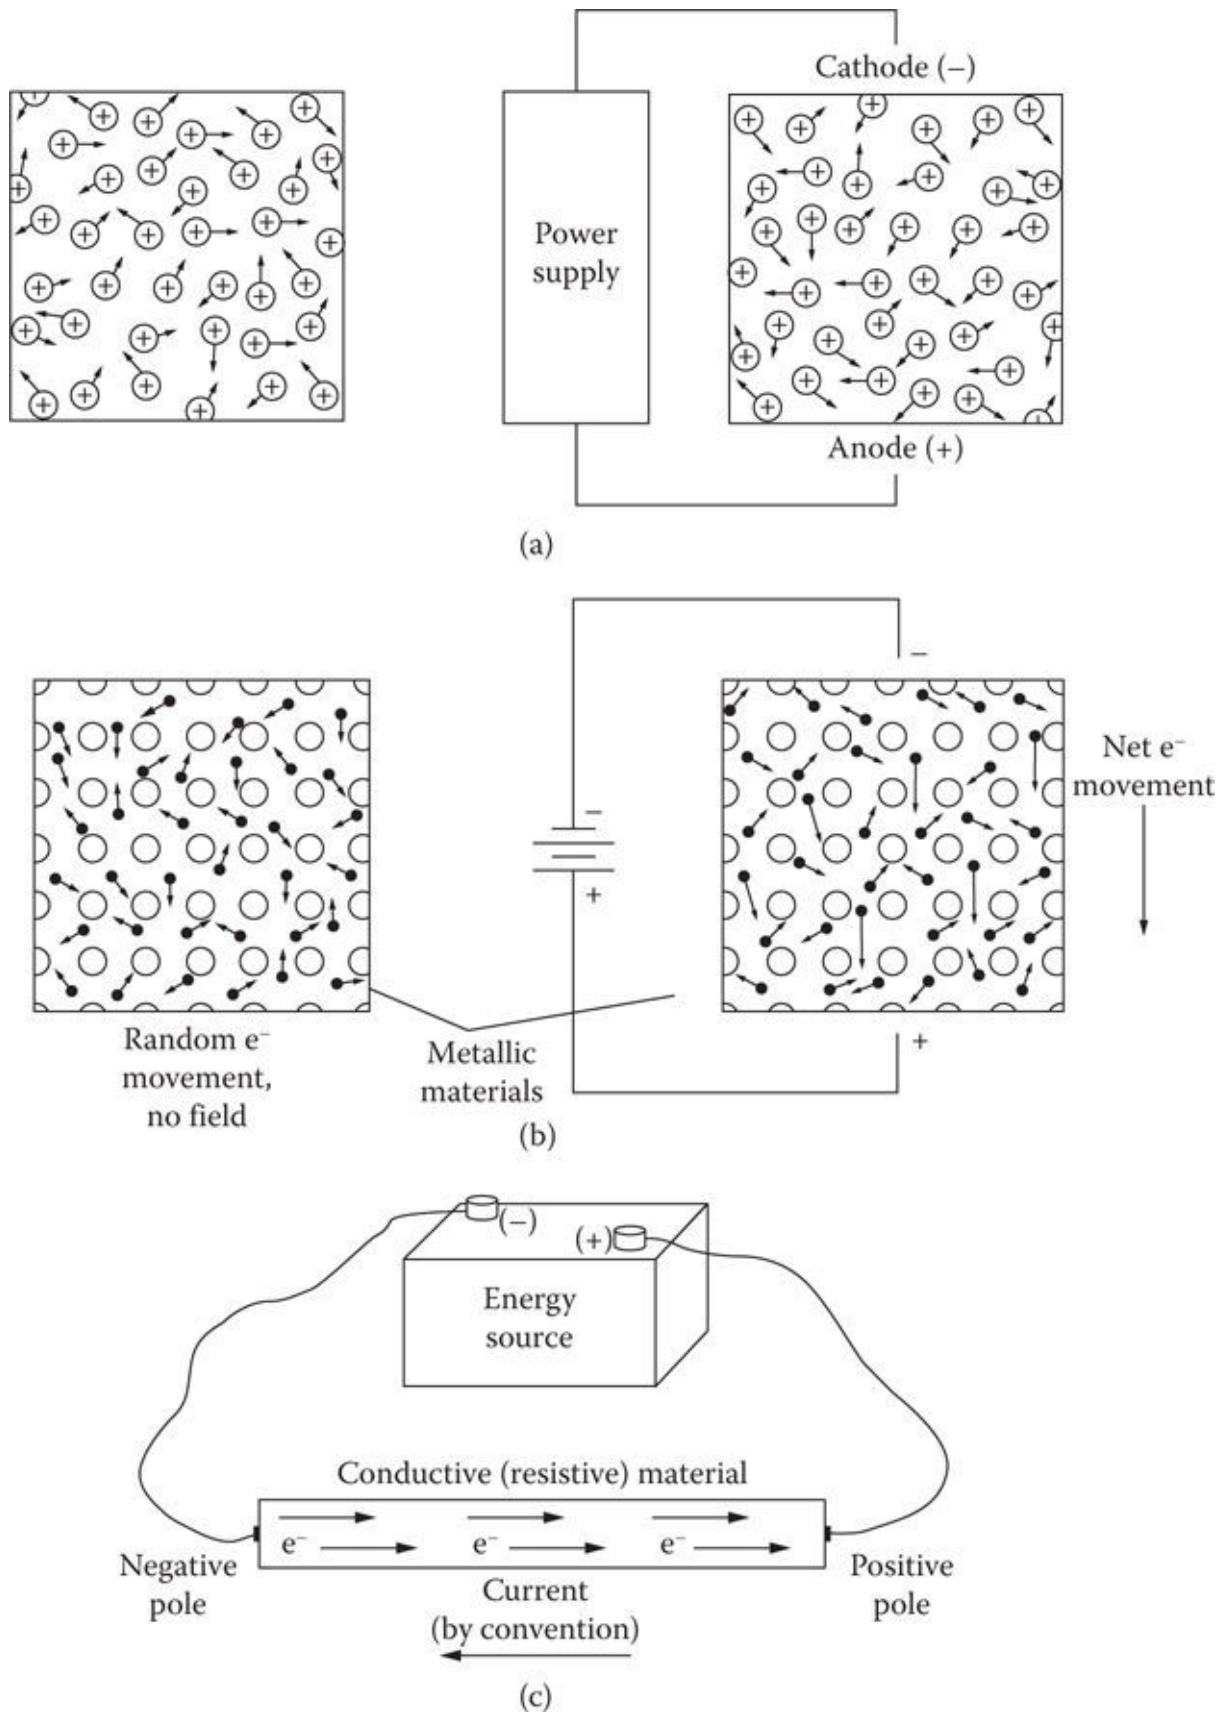 Cathode (–)
Power
supply
Anode (+)
(a)
–
Net e⁻
movement
–
+
+
Random e⁻
movement,
no field
Metallic
materials
(b)
(–)
(+)
Energy
source
Conductive (resistive) material
e⁻ e⁻ e⁻
Negative
pole
Positive
pole
Current
(by convention)
(c)